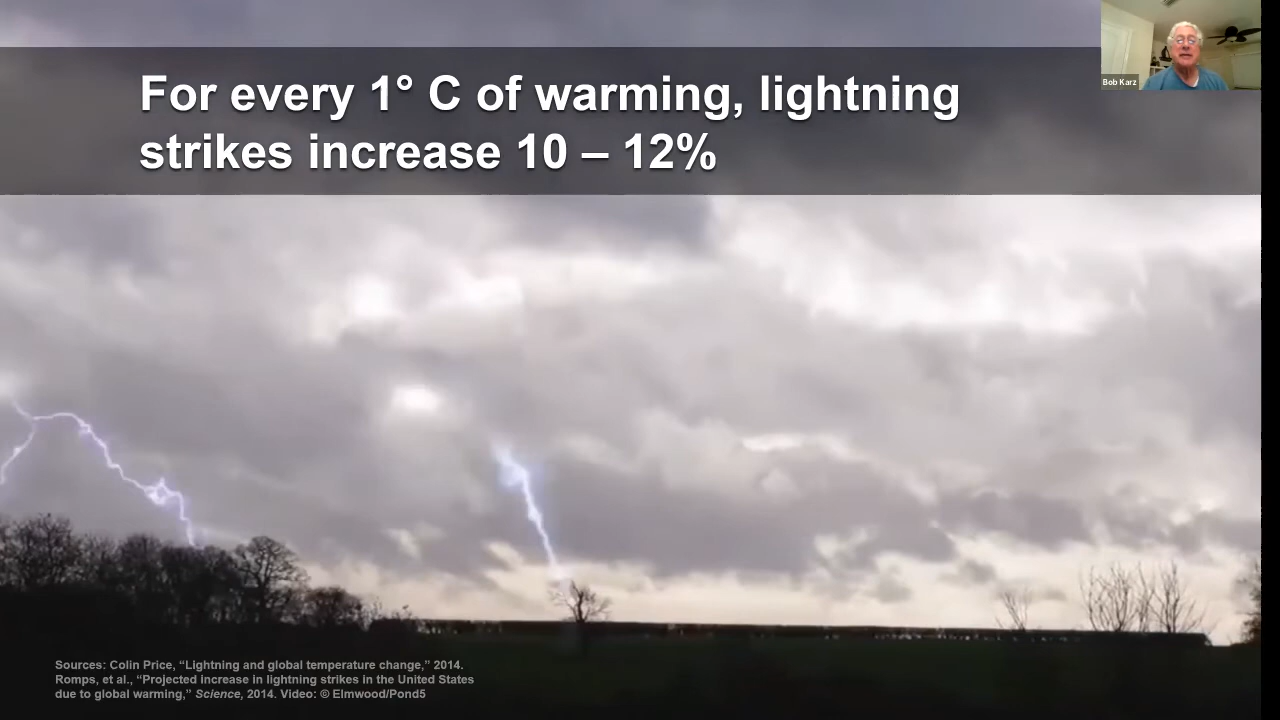 For every 1° C of warming, lightning
strikes increase 10 – 12%
Bob Karz
Sources: Colin Price, “Lightning and global temperature change,” 2014.
Romps, et al., “Projected increase in lightning strikes in the United States
due to global warming,” Science, 2014. Video: © Elmwood/Pond5